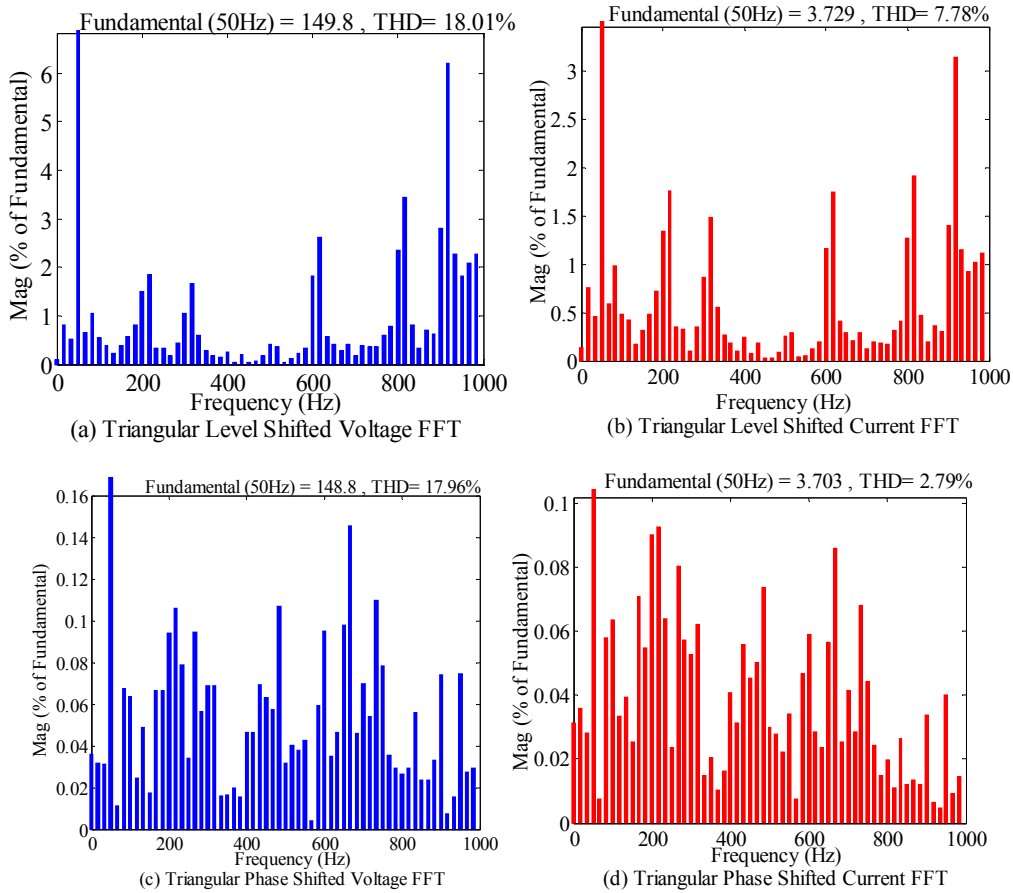 Fundamental (50Hz) = 149.8 , THD= 18.01%
Mag (% of Fundamental)
6
5
4
3
2
1
0
0 200 400 600 800 1000
Frequency (Hz)
(a) Triangular Level Shifted Voltage FFT
Fundamental (50Hz) = 3.729 , THD= 7.78%
Mag (% of Fundamental)
3
2.5
2
1.5
1
0.5
0
0 200 400 600 800 1000
Frequency (Hz)
(b) Triangular Level Shifted Current FFT
Fundamental (50Hz) = 148.8 , THD= 17.96%
Mag (% of Fundamental)
0.16
0.14
0.12
0.10
0.08
0.06
0.04
0.02
0
0 200 400 600 800 1000
Frequency (Hz)
(c) Triangular Phase Shifted Voltage FFT
Fundamental (50Hz) = 3.703 , THD= 2.79%
Mag (% of Fundamental)
0.1
0.08
0.06
0.04
0.02
0
0 200 400 600 800 1000
Frequency (Hz)
(d) Triangular Phase Shifted Current FFT